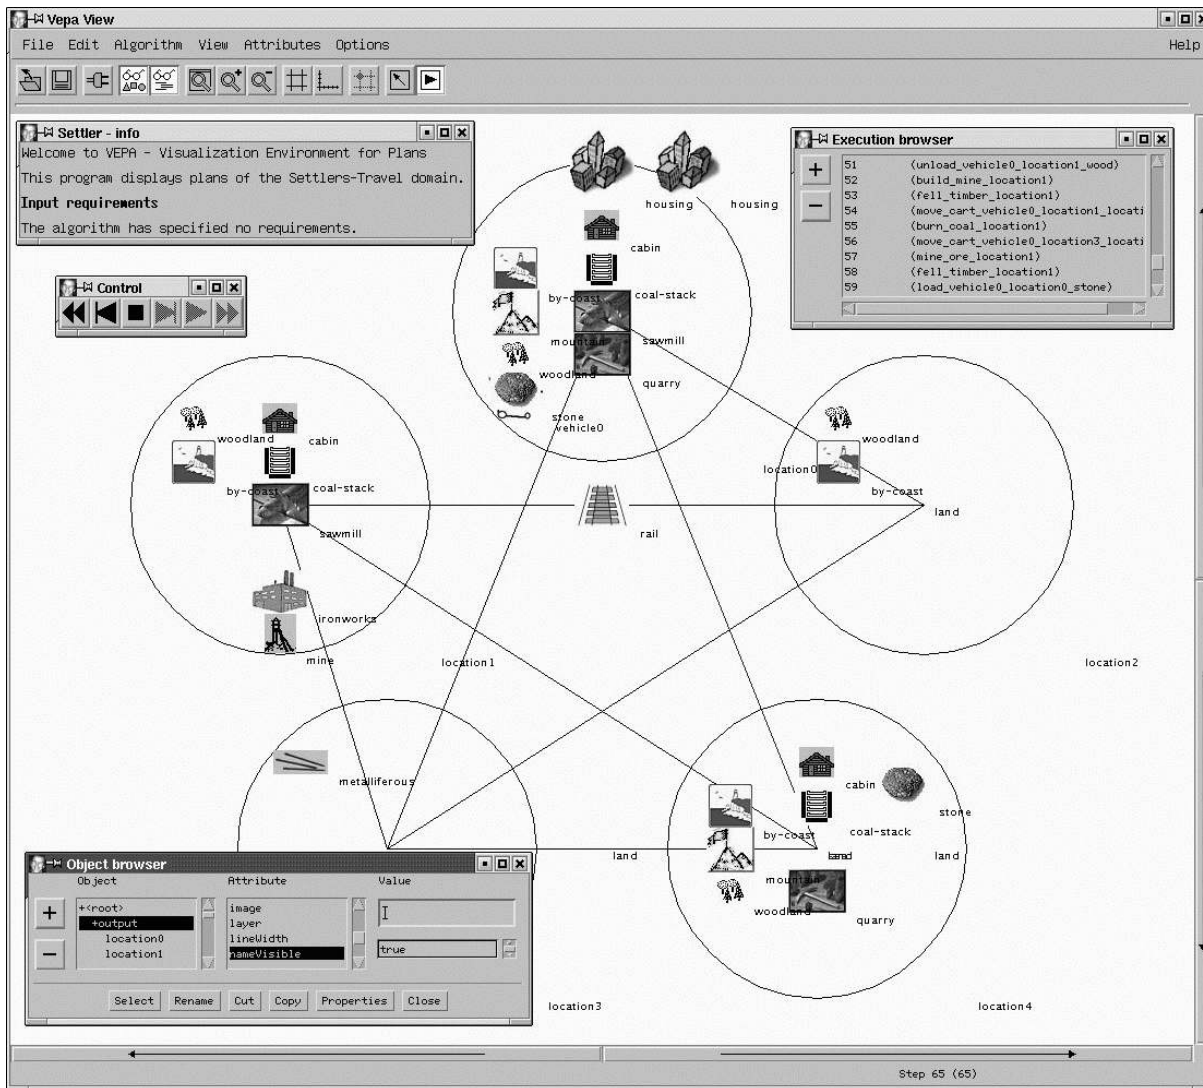 Vepa View
File Edit Algorithm View Attributes Options Help
Settler - info
Welcome to VEPA - Visualization Environment for Plans
This program displays plans of the Settlers-Travel domain.
Input requirements
The algorithm has specified no requirements.
Execution browser
51 (unload_vehicle0_location1_wood)
52 (build_mine_location1)
53 (fell_timber_location1)
54 (move_cart_vehicle0_location1_locati
55 (burn_coal_location1)
56 (move_cart_vehicle0_location3_locati
57 (mine_ore_location1)
58 (fell_timber_location1)
59 (load_vehicle0_location0_stone)
Control
housing housing
cabin
by-coast coal-stack
mountain sawmill
woodland quarry
stone
vehicle0
location0
woodland cabin
by-coast coal-stack
sawmill
ironworks
mine
location1
rail
woodland
by-coast
land
location2
metalliferous
land
location3
cabin
stone
by-coast coal-stack
land
mountain
woodland quarry
land
location4
Object browser
Object Attribute Value
+<root>
+output
location0
location1
image
layer
lineWidth
nameVisible
true
Select Rename Cut Copy Properties Close
Step 65 (65)